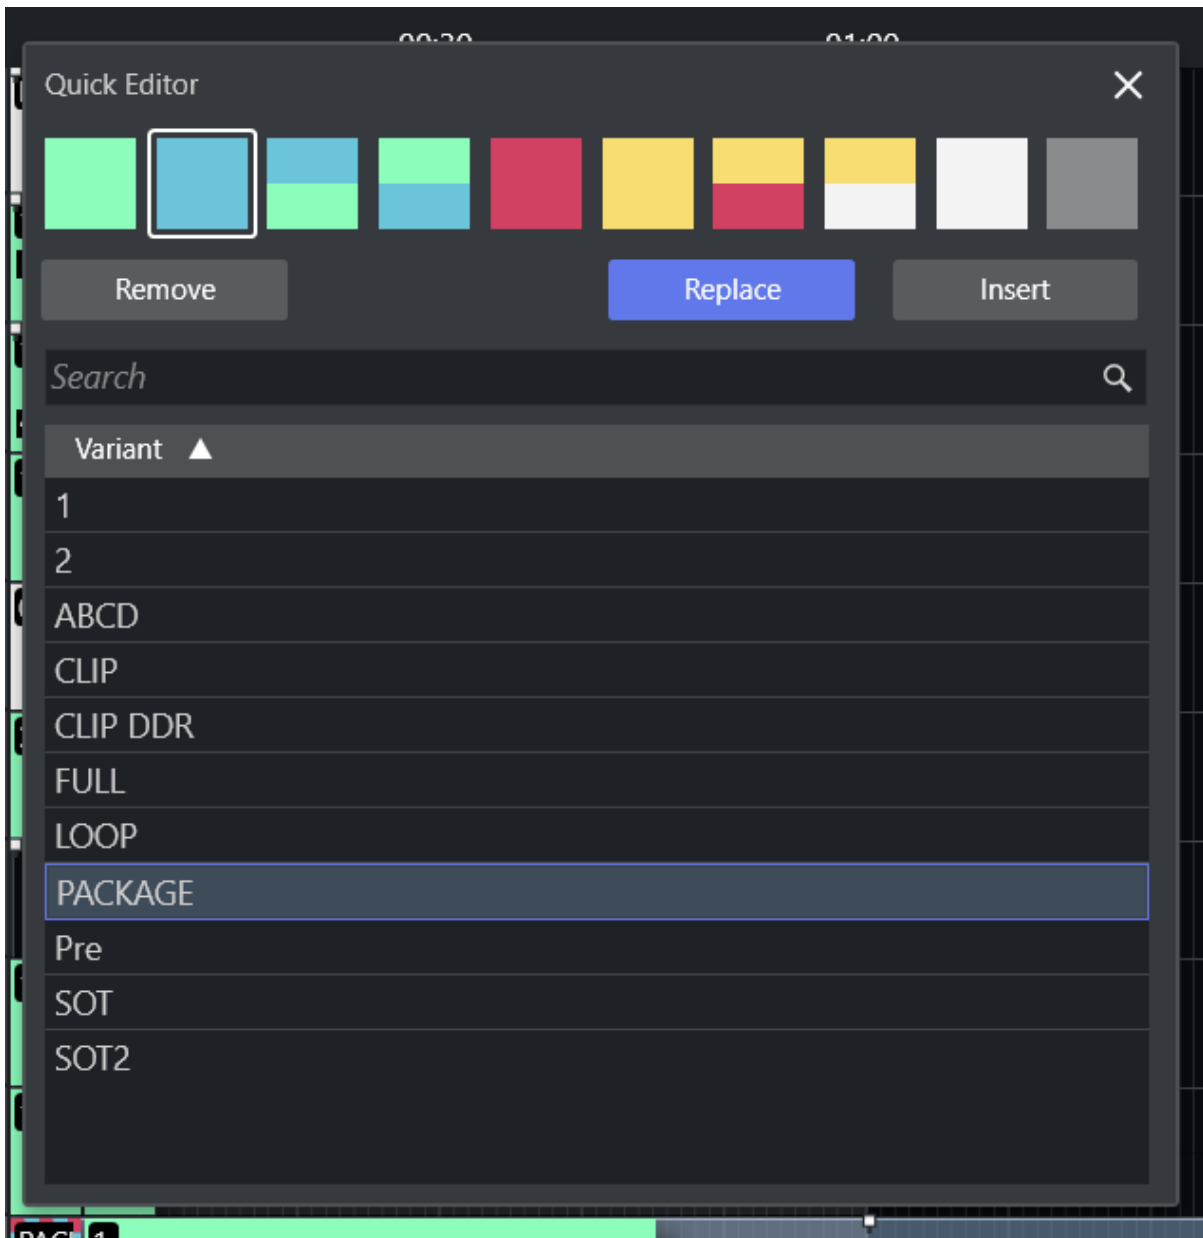 Quick Editor
Remove
Replace
Insert
Search
Variant
1
2
ABCD
CLIP
CLIP DDR
FULL
LOOP
PACKAGE
Pre
SOT
SOT2
1